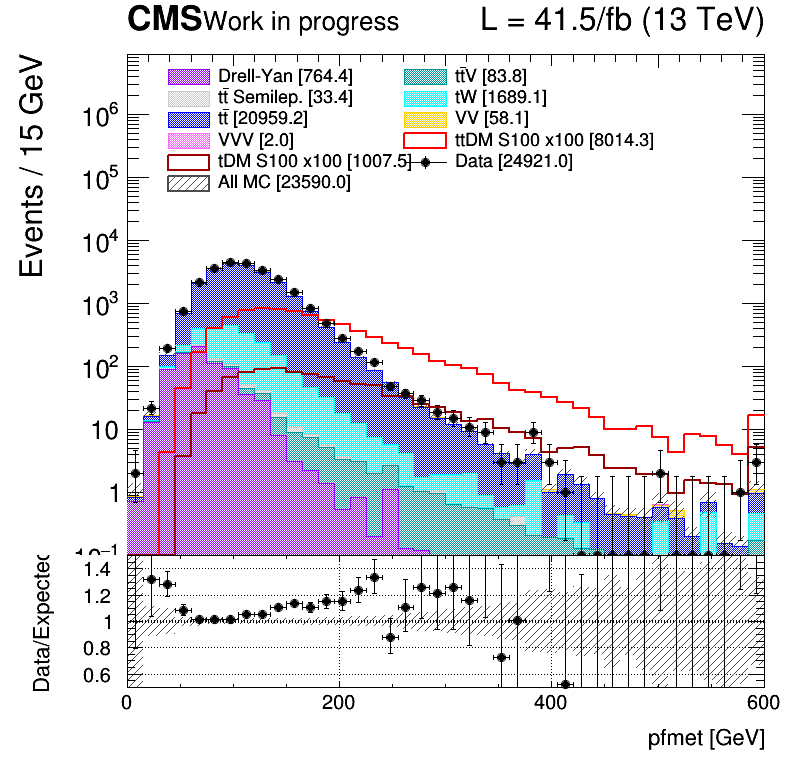 CMS Work in progress L = 41.5/fb (13 TeV)
Events / 15 GeV
Drell-Yan [764.4] tt̄V [83.8]
tt̄ Semilep. [33.4] tW [1689.1]
tt̄ [20959.2] VV [58.1]
VVV [2.0] ttDM S100 x100 [8014.3]
tDM S100 x100 [1007.5] Data [24921.0]
All MC [23590.0]
10⁶
10⁵
10⁴
10³
10²
10
1
10⁻¹
Data/Expected
1.4
1.2
1
0.8
0.6
0 200 400 600
pfmet [GeV]